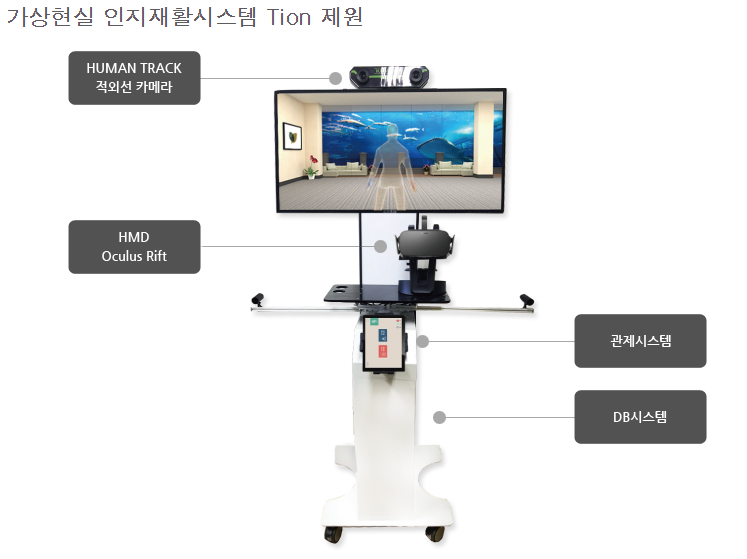 가상현실 인지재활시스템 Tion 제원
HUMAN TRACK
적외선 카메라
HMD
Oculus Rift
관제시스템
DB시스템